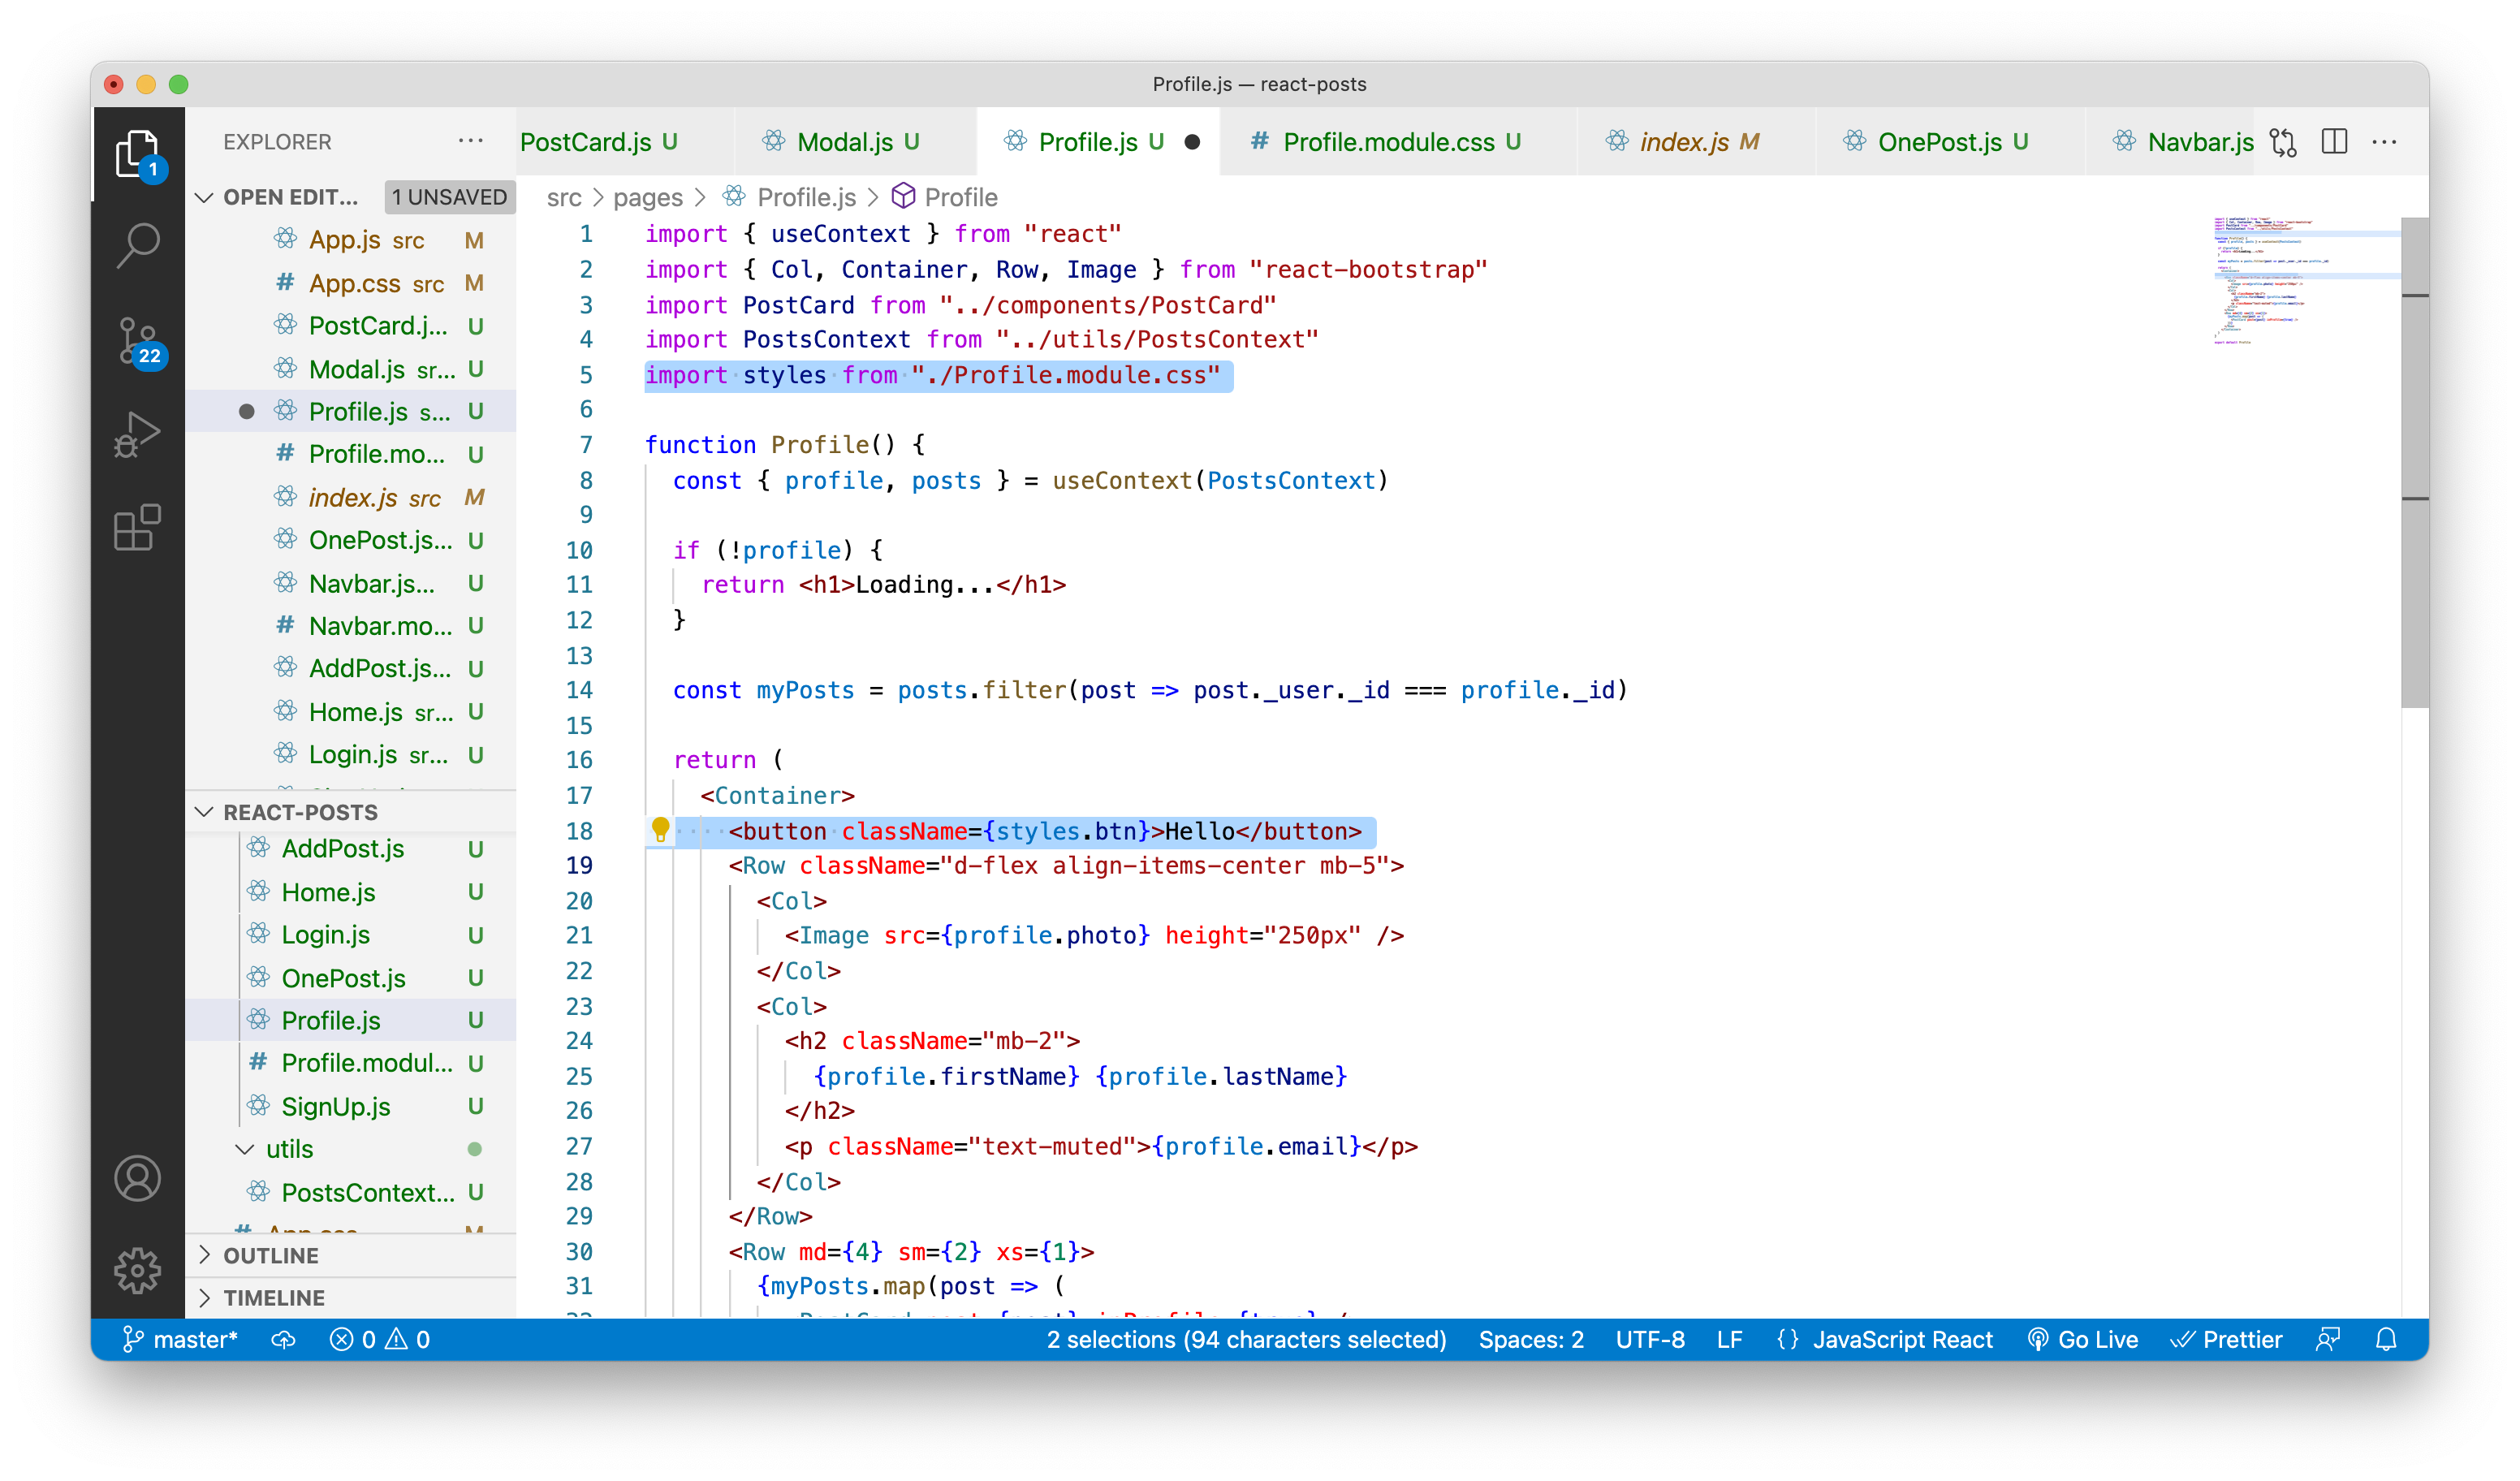 Profile.js — react-posts
1
22
EXPLORER
OPEN EDIT... 1 UNSAVED
App.js src M
App.css src M
PostCard.j... U
Modal.js sr... U
Profile.js s... U
Profile.mo... U
index.js src M
OnePost.js... U
Navbar.js... U
Navbar.mo... U
AddPost.js... U
Home.js sr... U
Login.js sr... U
REACT-POSTS
AddPost.js U
Home.js U
Login.js U
OnePost.js U
Profile.js U
Profile.modul... U
SignUp.js U
utils
PostsContext... U
App.css M
OUTLINE
TIMELINE
PostCard.js U Modal.js U Profile.js U Profile.module.css U index.js M OnePost.js U Navbar.js
src > pages > Profile.js > Profile
1 import { useContext } from "react"
2 import { Col, Container, Row, Image } from "react-bootstrap"
3 import PostCard from "../components/PostCard"
4 import PostsContext from "../utils/PostsContext"
5 import styles from "./Profile.module.css"
6
7 function Profile() {
8 const { profile, posts } = useContext(PostsContext)
9
10 if (!profile) {
11 return <h1>Loading...</h1>
12 }
13
14 const myPosts = posts.filter(post => post._user._id === profile._id)
15
16 return (
17 <Container>
18 <button className={styles.btn}>Hello</button>
19 <Row className="d-flex align-items-center mb-5">
20 <Col>
21 <Image src={profile.photo} height="250px" />
22 </Col>
23 <Col>
24 <h2 className="mb-2">
25 {profile.firstName} {profile.lastName}
26 </h2>
27 <p className="text-muted">{profile.email}</p>
28 </Col>
29 </Row>
30 <Row md={4} sm={2} xs={1}>
31 {myPosts.map(post => (
master* 0 0 2 selections (94 characters selected) Spaces: 2 UTF-8 LF {} JavaScript React Go Live Prettier